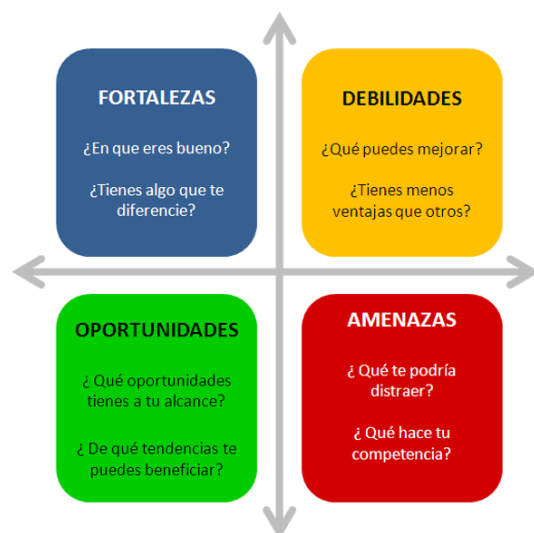 FORTALEZAS
¿En que eres bueno?
¿Tienes algo que te
diferencie?
DEBILIDADES
¿Qué puedes mejorar?
¿Tienes menos
ventajas que otros?
OPORTUNIDADES
¿ Qué oportunidades
tienes a tu alcance?
¿ De qué tendencias te
puedes beneficiar?
AMENAZAS
¿ Qué te podría
distraer?
¿ Qué hace tu
competencia?